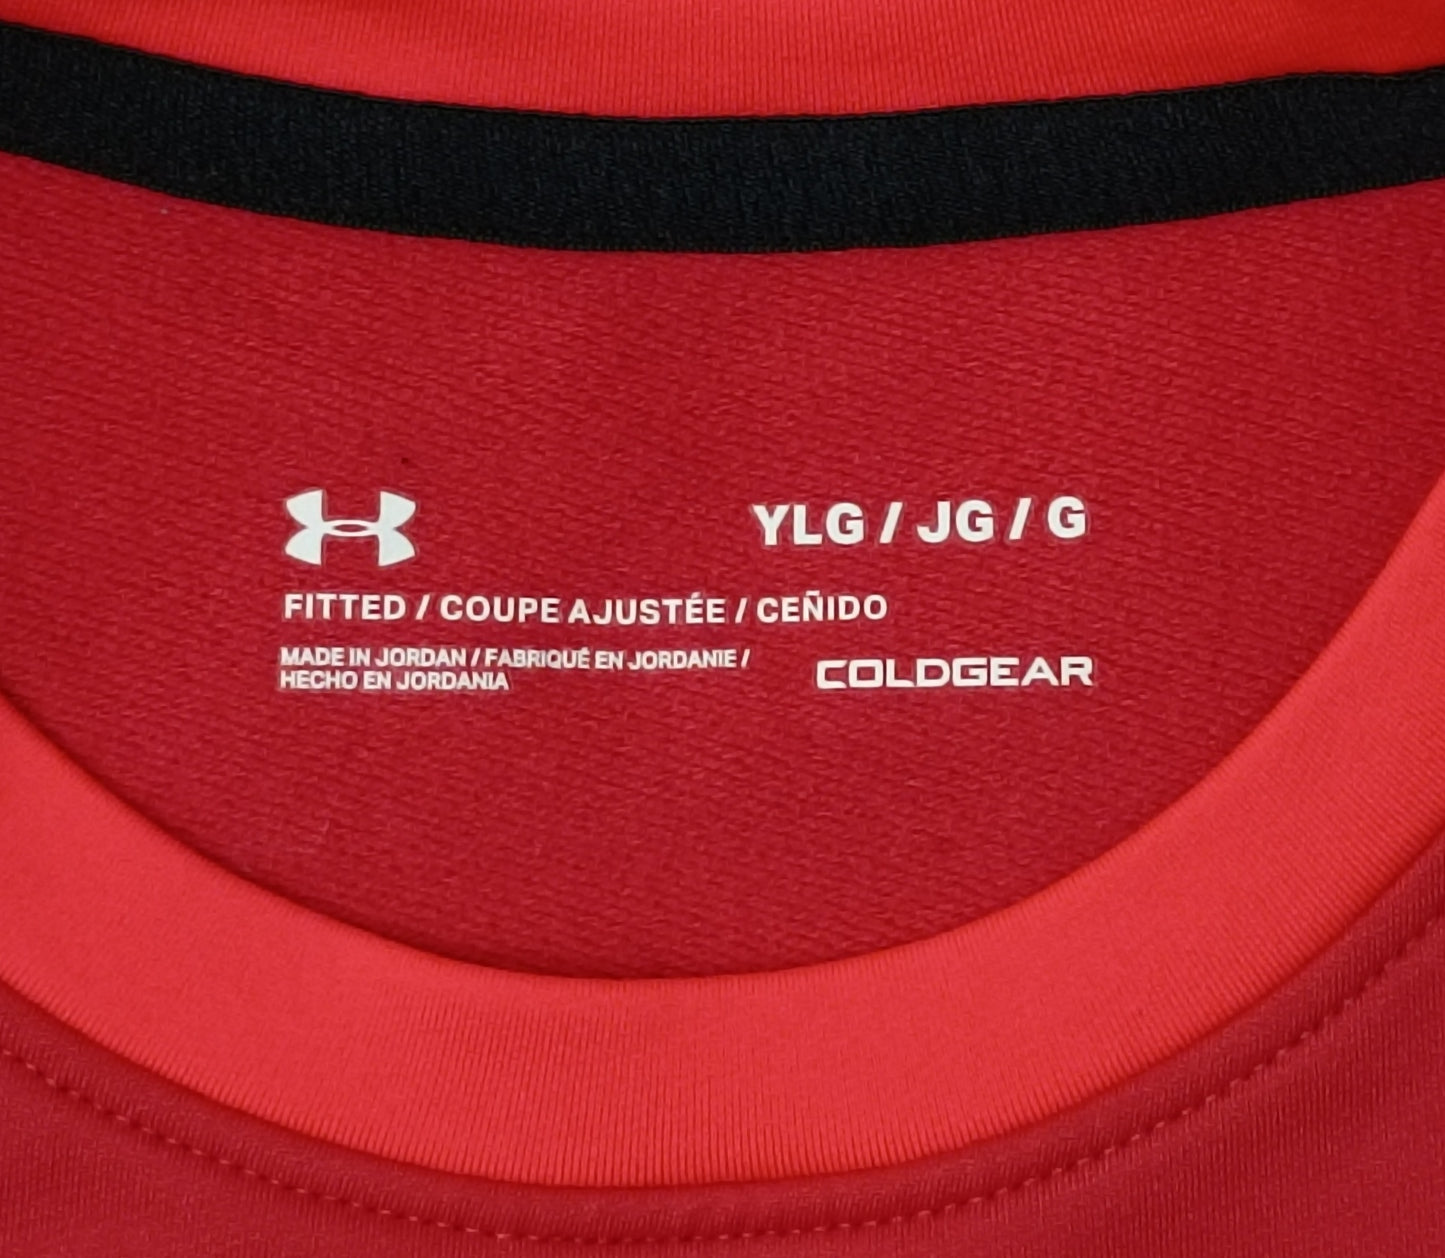 YLG / JG / G
FITTED / COUPE AJUSTÉE / CEÑIDO
MADE IN JORDAN / FABRIQUÉ EN JORDANIE /
HECHO EN JORDANIA
COLDGEAR